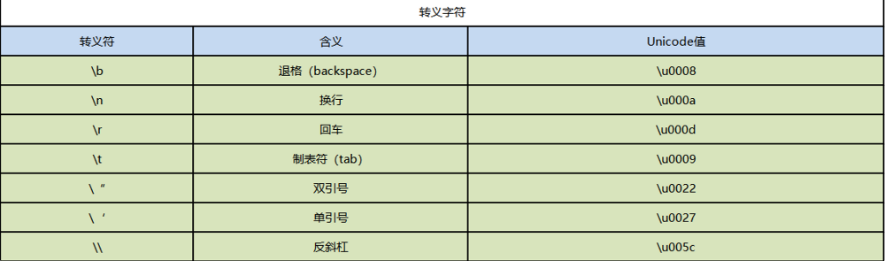 转义字符
转义符 含义 Unicode值
\b 退格（backspace） \u0008
\n 换行 \u000a
\r 回车 \u000d
\t 制表符（tab） \u0009
\ “ 双引号 \u0022
\ ‘ 单引号 \u0027
\\ 反斜杠 \u005c